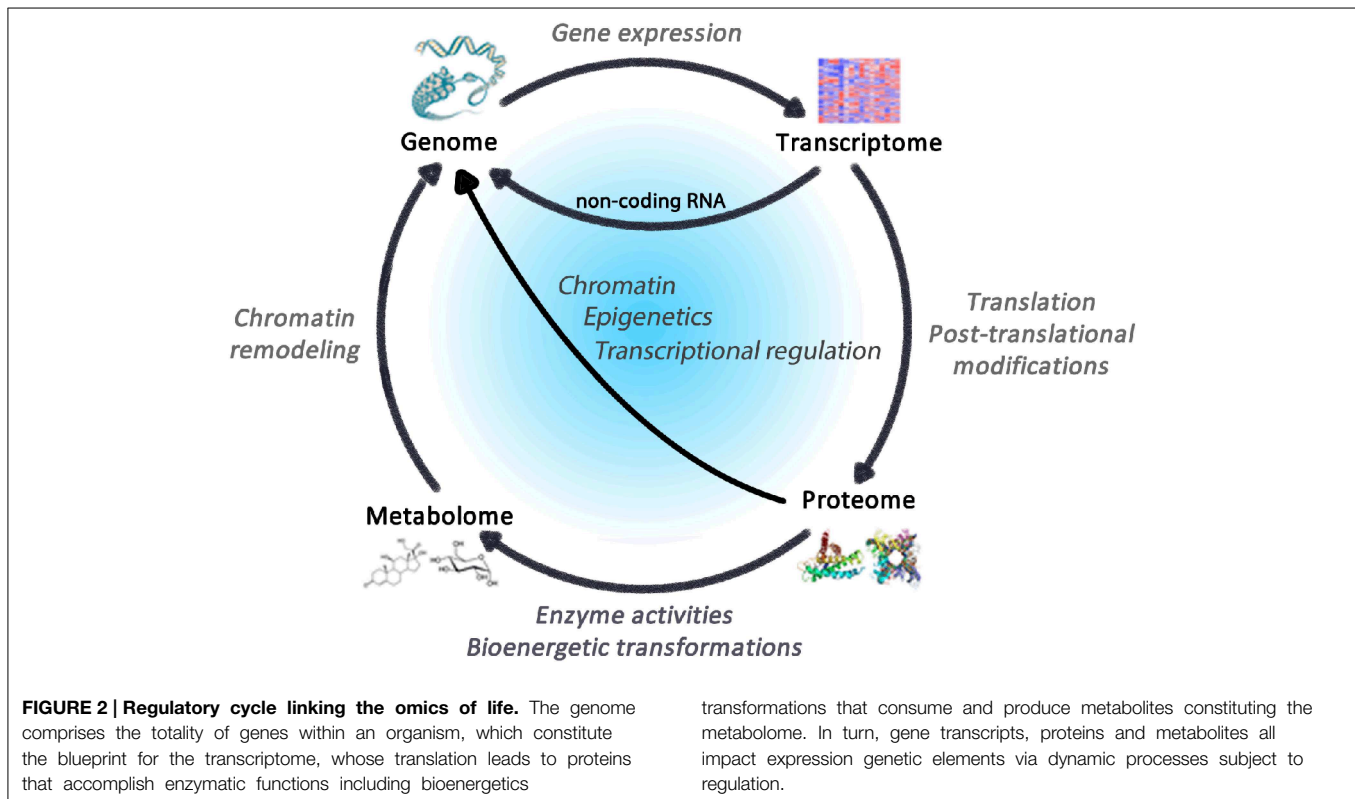 Gene expression
Genome
Transcriptome
non-coding RNA
Chromatin
Epigenetics
Transcriptional regulation
Chromatin
remodeling
Translation
Post-translational
modifications
Metabolome
Proteome
Enzyme activities
Bioenergetic transformations
FIGURE 2 | Regulatory cycle linking the omics of life. The genome
comprises the totality of genes within an organism, which constitute
the blueprint for the transcriptome, whose translation leads to proteins
that accomplish enzymatic functions including bioenergetics
transformations that consume and produce metabolites constituting the
metabolome. In turn, gene transcripts, proteins and metabolites all
impact expression genetic elements via dynamic processes subject to
regulation.